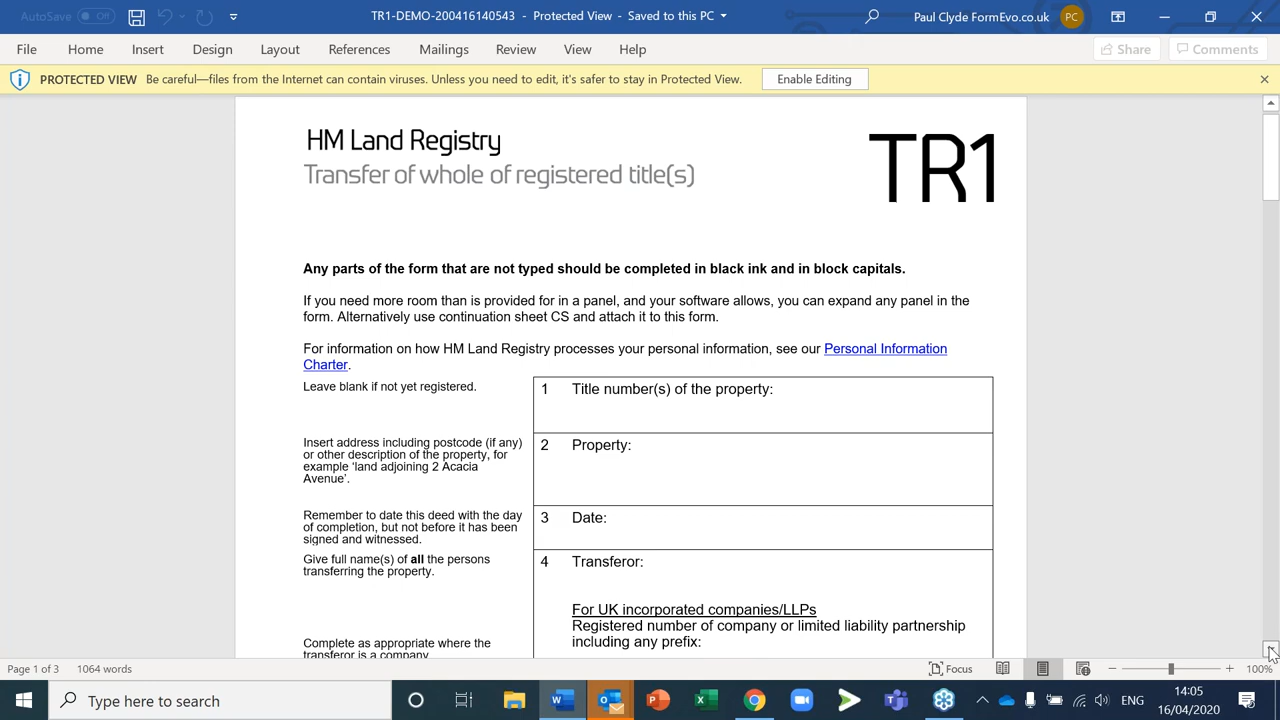 AutoSave Off
TR1-DEMO-200416140543 - Protected View - Saved to this PC
Paul Clyde FormEvo.co.uk PC
File Home Insert Design Layout References Mailings Review View Help Share Comments
PROTECTED VIEW Be careful—files from the Internet can contain viruses. Unless you need to edit, it's safer to stay in Protected View. Enable Editing
HM Land Registry
Transfer of whole of registered title(s)
TR1
Any parts of the form that are not typed should be completed in black ink and in block capitals.
If you need more room than is provided for in a panel, and your software allows, you can expand any panel in the
form. Alternatively use continuation sheet CS and attach it to this form.
For information on how HM Land Registry processes your personal information, see our Personal Information
Charter.
Leave blank if not yet registered.
1 Title number(s) of the property:
Insert address including postcode (if any)
or other description of the property, for
example ‘land adjoining 2 Acacia
Avenue’.
2 Property:
Remember to date this deed with the day
of completion, but not before it has been
signed and witnessed.
3 Date:
Give full name(s) of all the persons
transferring the property.
4 Transferor:
For UK incorporated companies/LLPs
Registered number of company or limited liability partnership
including any prefix:
Complete as appropriate where the
transferor is a company.
Page 1 of 3 1064 words Focus 100%
Type here to search
ENG
14:05
16/04/2020